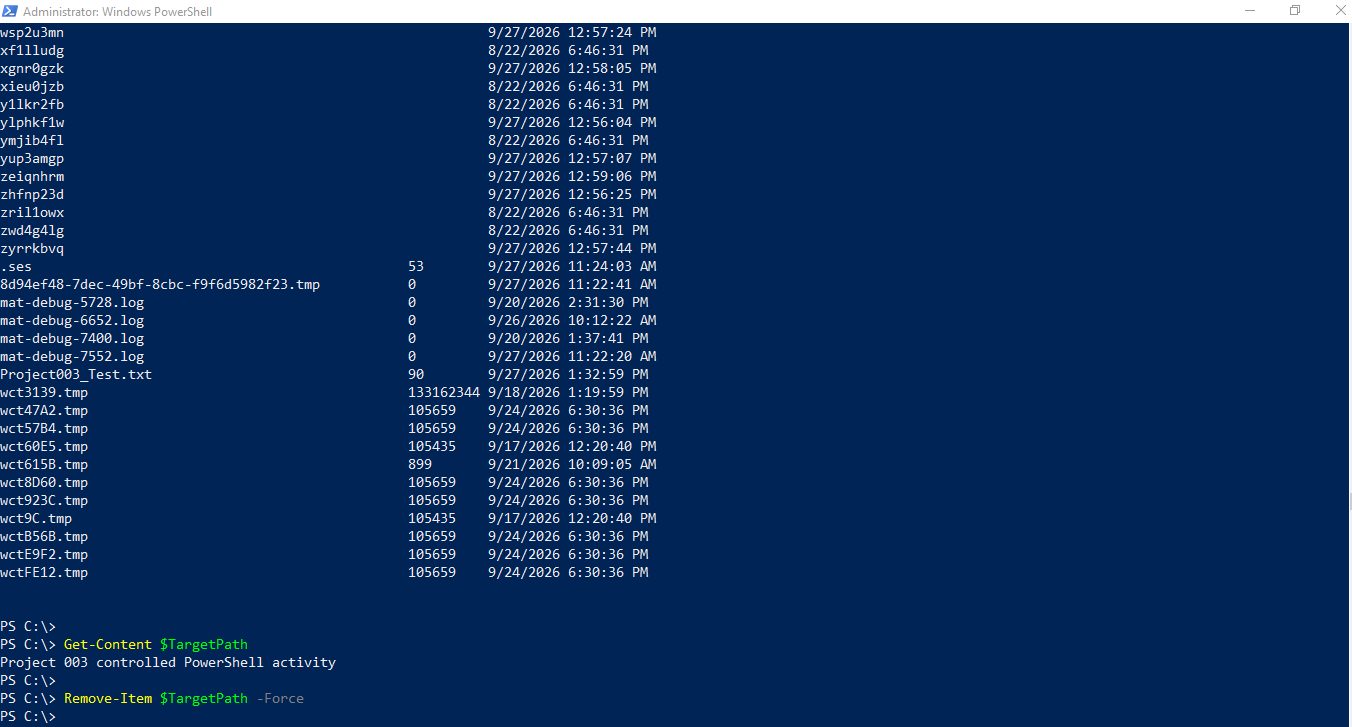 Administrator: Windows PowerShell
wsp2u3mn 9/27/2026 12:57:24 PM
xf1lludg 8/22/2026 6:46:31 PM
xgnr0gzk 9/27/2026 12:58:05 PM
xieu0jzb 8/22/2026 6:46:31 PM
y1lkr2fb 8/22/2026 6:46:31 PM
ylphkf1w 9/27/2026 12:56:04 PM
ymjib4fl 8/22/2026 6:46:31 PM
yup3amgp 9/27/2026 12:57:07 PM
zeiqnhrm 9/27/2026 12:59:06 PM
zhfnp23d 9/27/2026 12:56:25 PM
zril1owx 8/22/2026 6:46:31 PM
zwd4g4lg 8/22/2026 6:46:31 PM
zyrrkbvq 9/27/2026 12:57:44 PM
.ses 53 9/27/2026 11:24:03 AM
8d94ef48-7dec-49bf-8cbc-f9f6d5982f23.tmp 0 9/27/2026 11:22:41 AM
mat-debug-5728.log 0 9/20/2026 2:31:30 PM
mat-debug-6652.log 0 9/26/2026 10:12:22 AM
mat-debug-7400.log 0 9/20/2026 1:37:41 PM
mat-debug-7552.log 0 9/27/2026 11:22:20 AM
Project003_Test.txt 90 9/27/2026 1:32:59 PM
wct3139.tmp 133162344 9/18/2026 1:19:59 PM
wct47A2.tmp 105659 9/24/2026 6:30:36 PM
wct57B4.tmp 105659 9/24/2026 6:30:36 PM
wct60E5.tmp 105435 9/17/2026 12:20:40 PM
wct615B.tmp 899 9/21/2026 10:09:05 AM
wct8D60.tmp 105659 9/24/2026 6:30:36 PM
wct923C.tmp 105659 9/24/2026 6:30:36 PM
wct9C.tmp 105435 9/17/2026 12:20:40 PM
wctB56B.tmp 105659 9/24/2026 6:30:36 PM
wctE9F2.tmp 105659 9/24/2026 6:30:36 PM
wctFE12.tmp 105659 9/24/2026 6:30:36 PM
PS C:\>
PS C:\> Get-Content $TargetPath
Project 003 controlled PowerShell activity
PS C:\>
PS C:\> Remove-Item $TargetPath -Force
PS C:\>